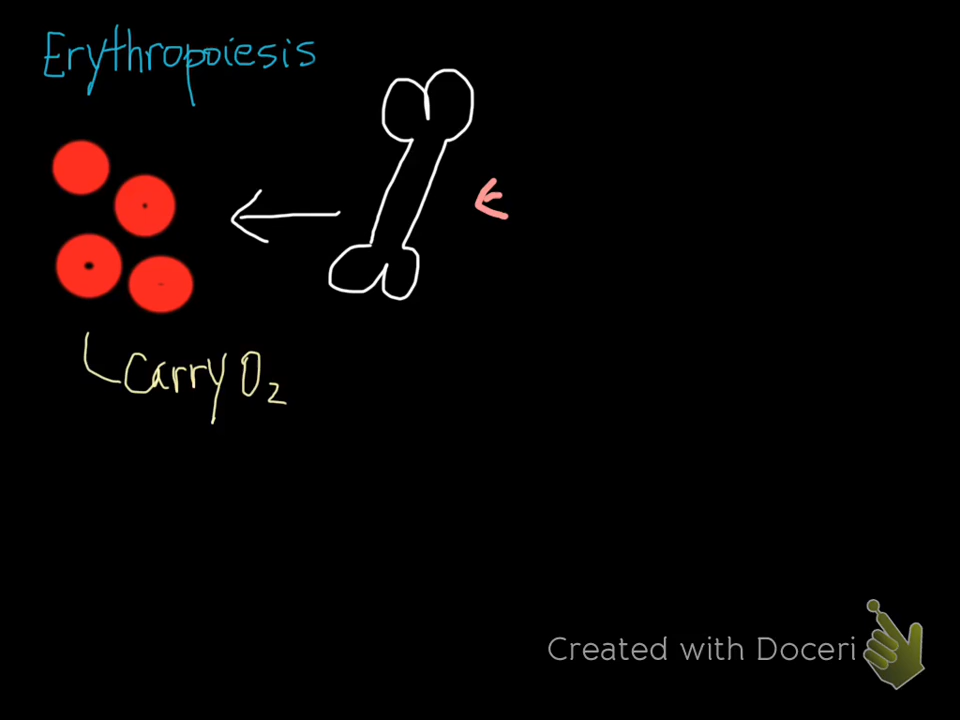 Erythropoiesis
Carry O₂
Created with Doceri